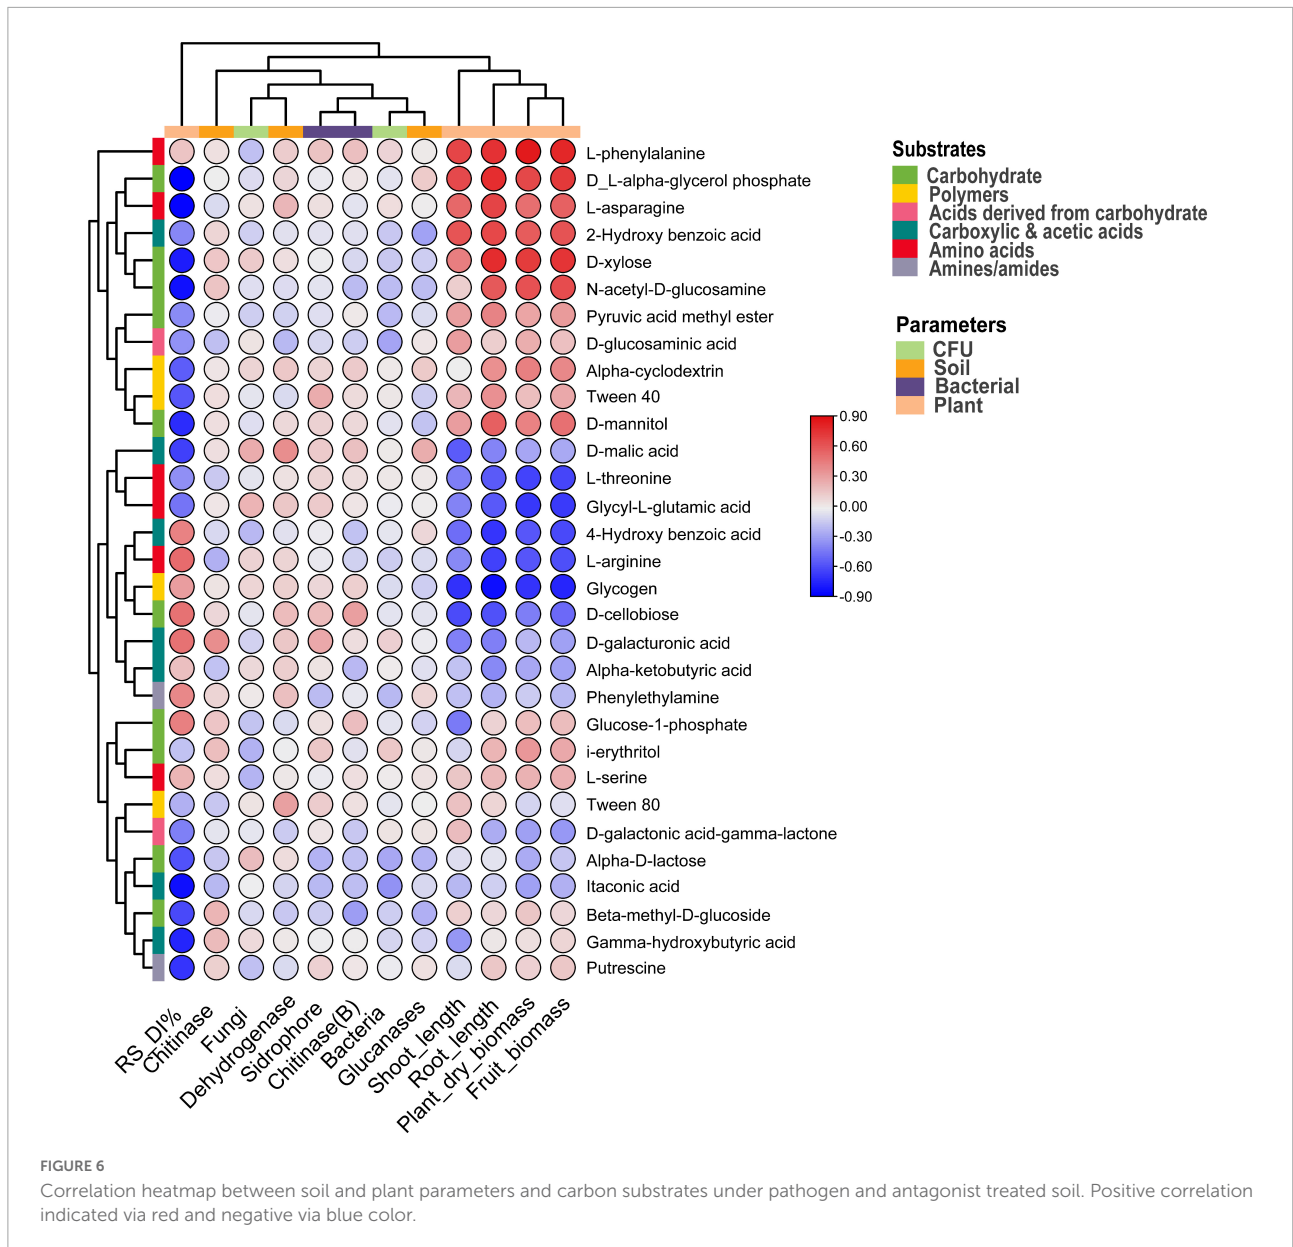 L-phenylalanine
D_L-alpha-glycerol phosphate
L-asparagine
2-Hydroxy benzoic acid
D-xylose
N-acetyl-D-glucosamine
Pyruvic acid methyl ester
D-glucosaminic acid
Alpha-cyclodextrin
Tween 40
D-mannitol
D-malic acid
L-threonine
Glycyl-L-glutamic acid
4-Hydroxy benzoic acid
L-arginine
Glycogen
D-cellobiose
D-galacturonic acid
Alpha-ketobutyric acid
Phenylethylamine
Glucose-1-phosphate
i-erythritol
L-serine
Tween 80
D-galactonic acid-gamma-lactone
Alpha-D-lactose
Itaconic acid
Beta-methyl-D-glucoside
Gamma-hydroxybutyric acid
Putrescine
RS_DI%
Chitinase
Fungi
Dehydrogenase
Sidrophore
Chitinase(B)
Bacteria
Glucanases
Shoot_length
Root_length
Plant_dry_biomass
Fruit_biomass
0.90
0.60
0.30
0.00
-0.30
-0.60
-0.90
Substrates
Carbohydrate
Polymers
Acids derived from carbohydrate
Carboxylic & acetic acids
Amino acids
Amines/amides
Parameters
CFU
Soil
Bacterial
Plant
FIGURE 6
Correlation heatmap between soil and plant parameters and carbon substrates under pathogen and antagonist treated soil. Positive correlation
indicated via red and negative via blue color.